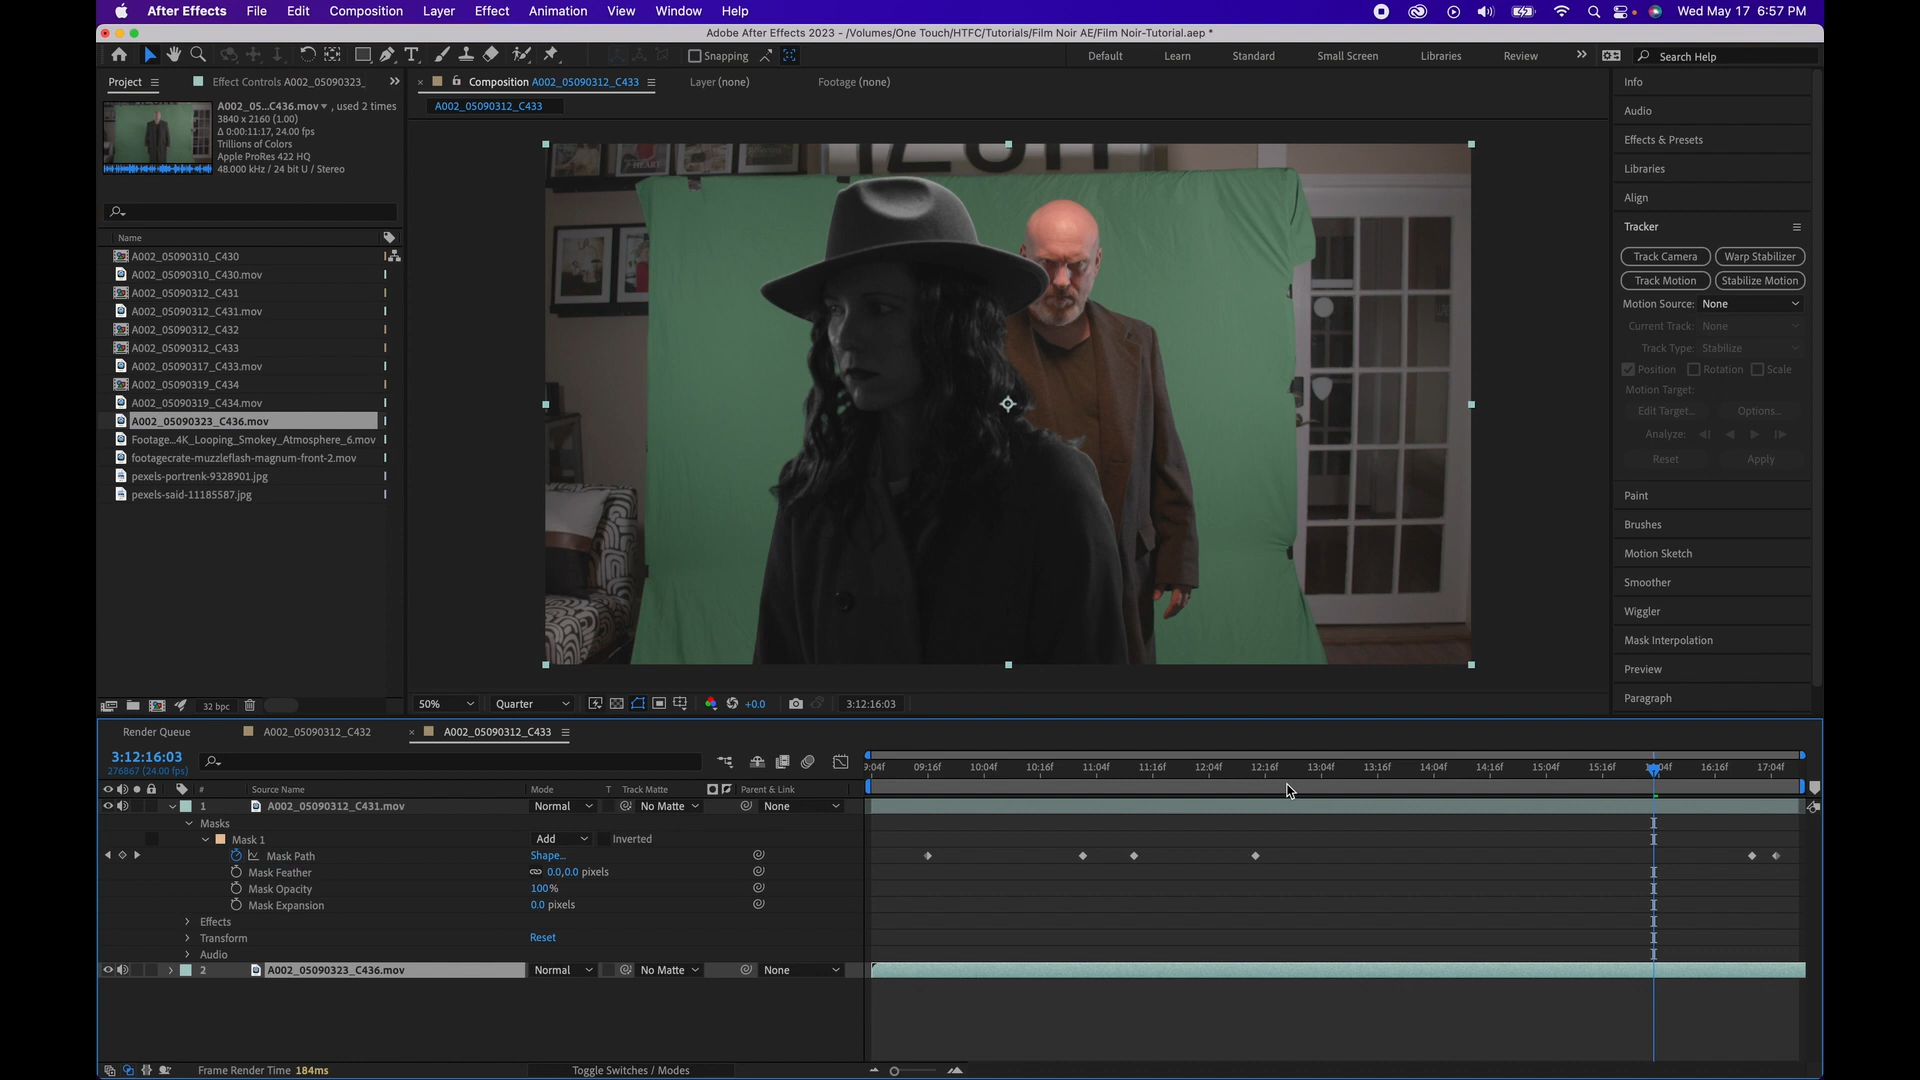 After Effects File Edit Composition Layer Effect Animation View Window Help Wed May 17 6:57 PM
Adobe After Effects 2023 - /Volumes/One Touch/HTFC/Tutorials/Film Noir AE/Film Noir-Tutorial.aep *
Snapping Default Learn Standard Small Screen Libraries Review Search Help
Project Effect Controls A002_05090323_ Composition A002_05090312_C433 Layer (none) Footage (none)
A002_05090312_C433
A002_05...C436.mov , used 2 times
3840 x 2160 (1.00)
Δ 0:00:11:17, 24.00 fps
Trillions of Colors
Apple ProRes 422 HQ
48.000 kHz / 24 bit U / Stereo
Name
A002_05090310_C430
A002_05090310_C430.mov
A002_05090312_C431
A002_05090312_C431.mov
A002_05090312_C432
A002_05090312_C433
A002_05090317_C433.mov
A002_05090319_C434
A002_05090319_C434.mov
A002_05090323_C436.mov
Footage...4K_Looping_Smokey_Atmosphere_6.mov
footagecrate-muzzleflash-magnum-front-2.mov
pexels-portrenk-9328901.jpg
pexels-said-11185587.jpg
32 bpc
50% Quarter +0.0 3:12:16:03
Info
Audio
Effects & Presets
Libraries
Align
Tracker
Track Camera Warp Stabilizer
Track Motion Stabilize Motion
Motion Source: None
Current Track: None
Track Type: Stabilize
Position Rotation Scale
Motion Target:
Edit Target... Options...
Analyze:
Reset Apply
Paint
Brushes
Motion Sketch
Smoother
Wiggler
Mask Interpolation
Preview
Paragraph
Render Queue A002_05090312_C432 A002_05090312_C433
3:12:16:03
276867 (24.00 fps)
09:16f 10:04f 10:16f 11:04f 11:16f 12:04f 12:16f 13:04f 13:16f 14:04f 14:16f 15:04f 15:16f 16:16f 17:04f
# Source Name Mode T Track Matte Parent & Link
1 A002_05090312_C431.mov Normal No Matte None
Masks
Mask 1 Add Inverted
Mask Path Shape...
Mask Feather 0.0,0.0 pixels
Mask Opacity 100%
Mask Expansion 0.0 pixels
Effects
Transform Reset
Audio
2 A002_05090323_C436.mov Normal No Matte None
Frame Render Time 184ms Toggle Switches / Modes